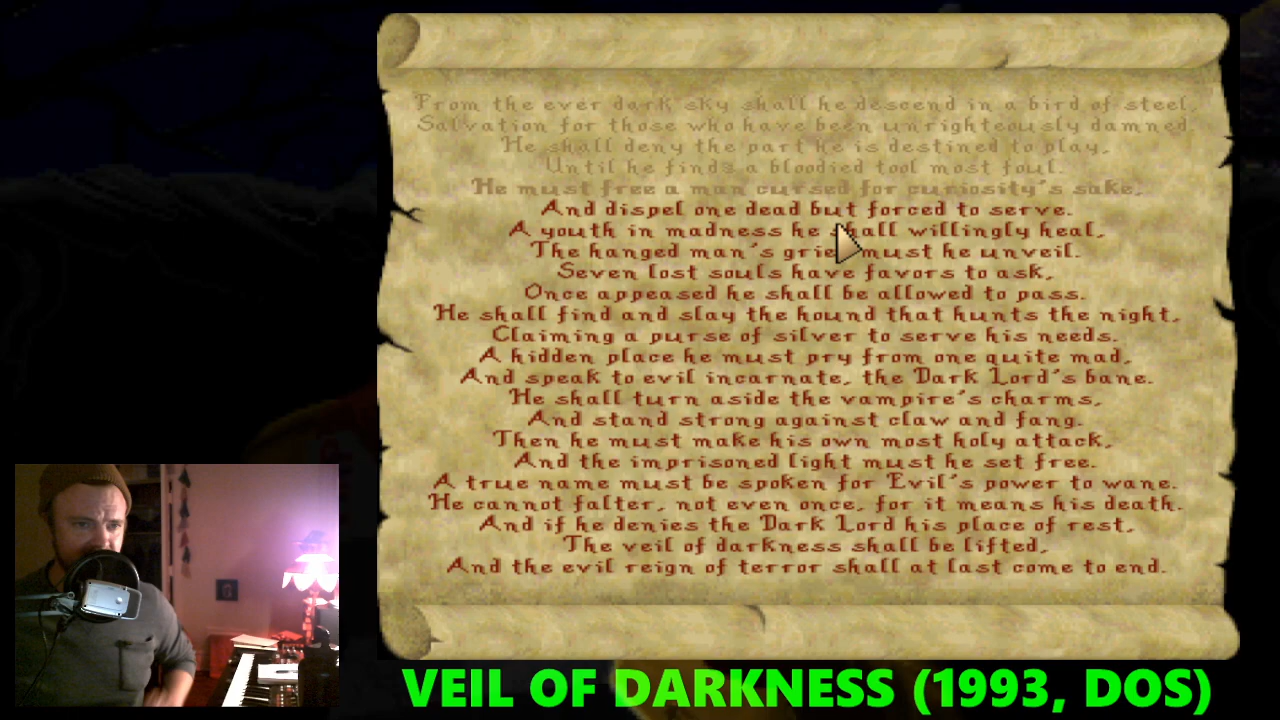 From the ever dark sky shall he descend in a bird of steel,
Salvation for those who have been unrighteously damned.
He shall deny the part he is destined to play,
Until he finds a bloodied tool most foul.
He must free a man cursed for curiosity's sake,
And dispel one dead but forced to serve.
A youth in madness he shall willingly heal,
The hanged man's grief must he unveil.
Seven lost souls have favors to ask,
Once appeased he shall be allowed to pass.
He shall find and slay the hound that hunts the night,
Claiming a purse of silver to serve his needs.
A hidden place he must pry from one quite mad,
And speak to evil incarnate, the Dark Lord's bane.
He shall turn aside the vampire's charms,
And stand strong against claw and fang.
Then he must make his own most holy attack,
And the imprisoned light must he set free.
A true name must be spoken for Evil's power to wane.
He cannot falter, not even once, for it means his death.
And if he denies the Dark Lord his place of rest,
The veil of darkness shall be lifted,
And the evil reign of terror shall at last come to end.
VEIL OF DARKNESS (1993, DOS)